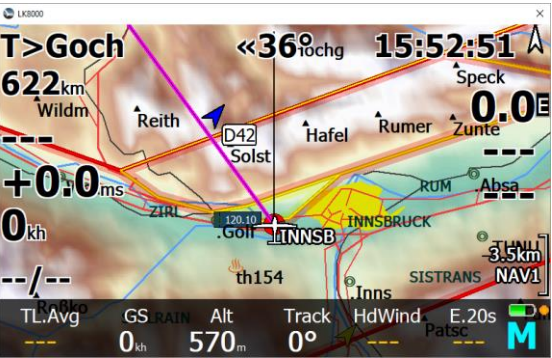 LK8000
T>Goch «36° 15:52:51
622km
Speck
Wildm
Reith
Hafel
Rumer
Zunte
0.0
E
D42
Solst
---
---
+0.0ms
RUM
.Absa
ZIRL
120.10
.Golf
INNSBRUCK
0kh
INNSB
3.5km
th154
SISTRANS
NAV1
--/--
.Inns
Roßko
Patsc
TL.Avg GS Alt Track HdWind E.20s
--- 0kh 570m 0° --- ---
M